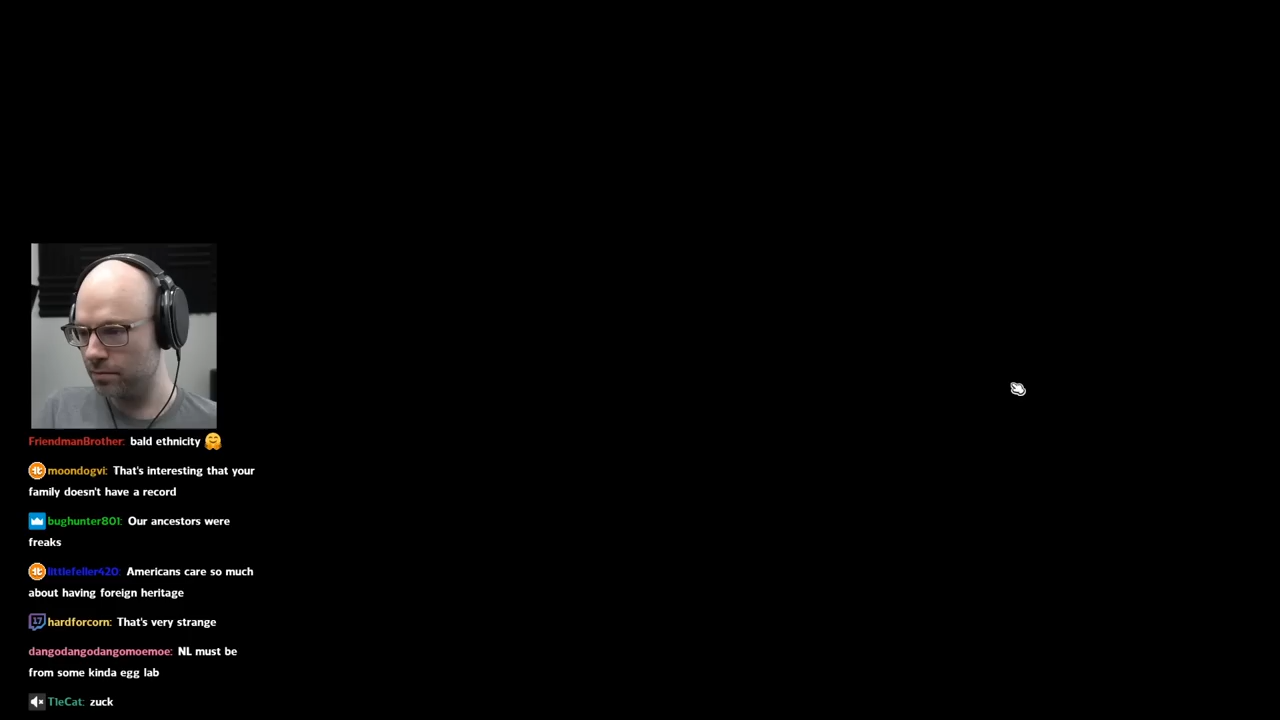 FriendmanBrother: bald ethnicity 🤗
moondogvi: That's interesting that your
family doesn't have a record
bughunter801: Our ancestors were
freaks
littlefeller420: Americans care so much
about having foreign heritage
hardforcorn: That's very strange
dangodangodangomoemoe: NL must be
from some kinda egg lab
T1eCat: zuck